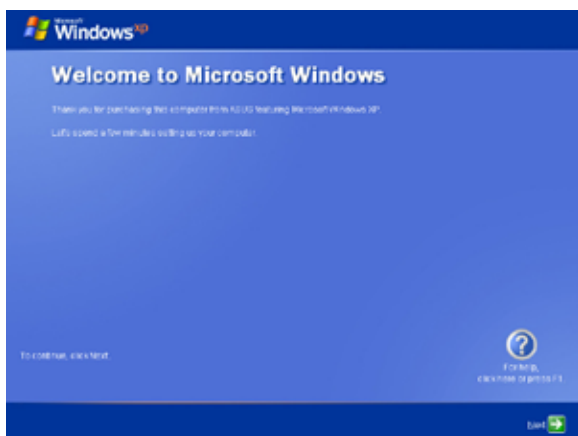 Microsoft
Windows xp
Welcome to Microsoft Windows
Thank you for purchasing this computer from ASUS featuring Microsoft Windows XP.
Let's spend a few minutes setting up your computer.
To continue, click Next.
For help,
click here or press F1.
Next